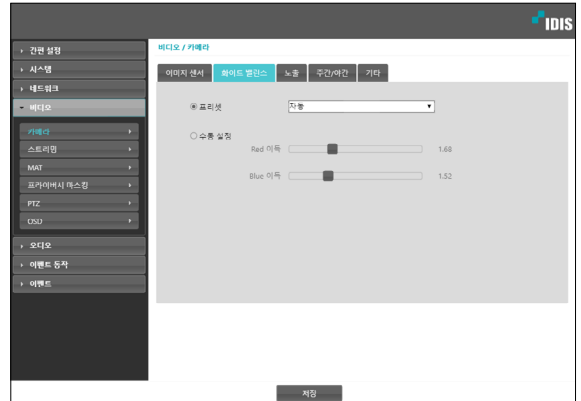 IDIS
간편 설정
시스템
네트워크
비디오
카메라
스트리밍
MAT
프라이버시 마스킹
PTZ
OSD
오디오
이벤트 동작
이벤트
비디오 / 카메라
이미지 센서 화이트 밸런스 노출 주간/야간 기타
프리셋 자동
수동 설정
Red 이득 1.68
Blue 이득 1.52
저장